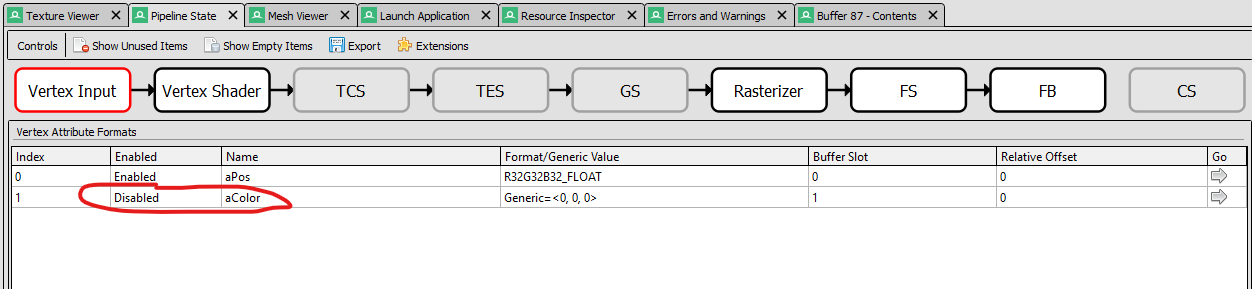 Texture Viewer Pipeline State Mesh Viewer Launch Application Resource Inspector Errors and Warnings Buffer 87 - Contents
Controls Show Unused Items Show Empty Items Export Extensions
Vertex Input Vertex Shader TCS TES GS Rasterizer FS FB CS
Vertex Attribute Formats
Index Enabled Name Format/Generic Value Buffer Slot Relative Offset Go
0 Enabled aPos R32G32B32_FLOAT 0 0
1 Disabled aColor Generic=<0, 0, 0> 1 0